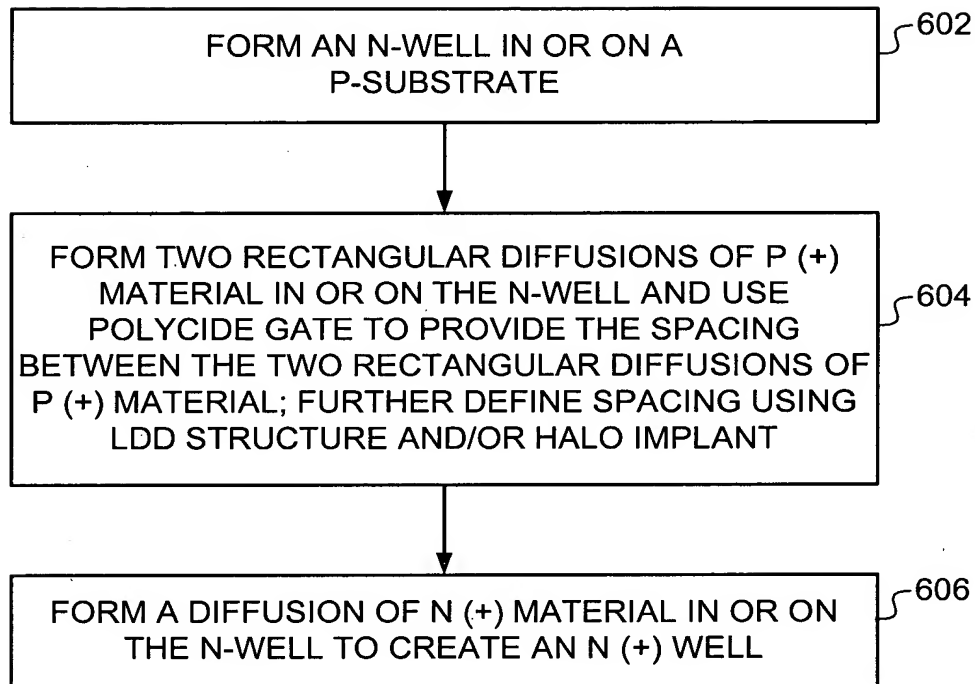 FORM AN N-WELL IN OR ON A
P-SUBSTRATE
602
FORM TWO RECTANGULAR DIFFUSIONS OF P (+)
MATERIAL IN OR ON THE N-WELL AND USE
POLYCIDE GATE TO PROVIDE THE SPACING
BETWEEN THE TWO RECTANGULAR DIFFUSIONS OF
P (+) MATERIAL; FURTHER DEFINE SPACING USING
LDD STRUCTURE AND/OR HALO IMPLANT
604
FORM A DIFFUSION OF N (+) MATERIAL IN OR ON
THE N-WELL TO CREATE AN N (+) WELL
606